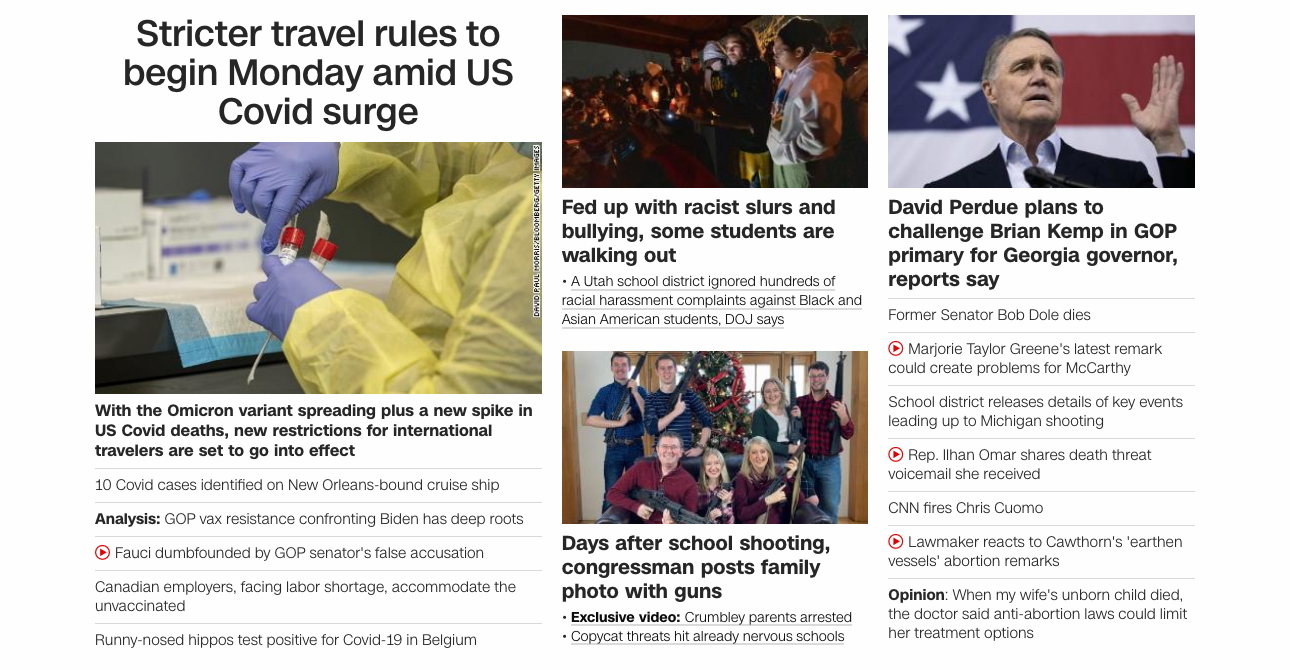 Stricter travel rules to
begin Monday amid US
Covid surge
DAVID PAUL MORRIS/BLOOMBERG/GETTY IMAGES
With the Omicron variant spreading plus a new spike in
US Covid deaths, new restrictions for international
travelers are set to go into effect
10 Covid cases identified on New Orleans-bound cruise ship
Analysis: GOP vax resistance confronting Biden has deep roots
Fauci dumbfounded by GOP senator's false accusation
Canadian employers, facing labor shortage, accommodate the
unvaccinated
Runny-nosed hippos test positive for Covid-19 in Belgium
Fed up with racist slurs and
bullying, some students are
walking out
• A Utah school district ignored hundreds of
racial harassment complaints against Black and
Asian American students, DOJ says
Days after school shooting,
congressman posts family
photo with guns
• Exclusive video: Crumbley parents arrested
• Copycat threats hit already nervous schools
David Perdue plans to
challenge Brian Kemp in GOP
primary for Georgia governor,
reports say
Former Senator Bob Dole dies
Marjorie Taylor Greene's latest remark
could create problems for McCarthy
School district releases details of key events
leading up to Michigan shooting
Rep. Ilhan Omar shares death threat
voicemail she received
CNN fires Chris Cuomo
Lawmaker reacts to Cawthorn's 'earthen
vessels' abortion remarks
Opinion: When my wife's unborn child died,
the doctor said anti-abortion laws could limit
her treatment options